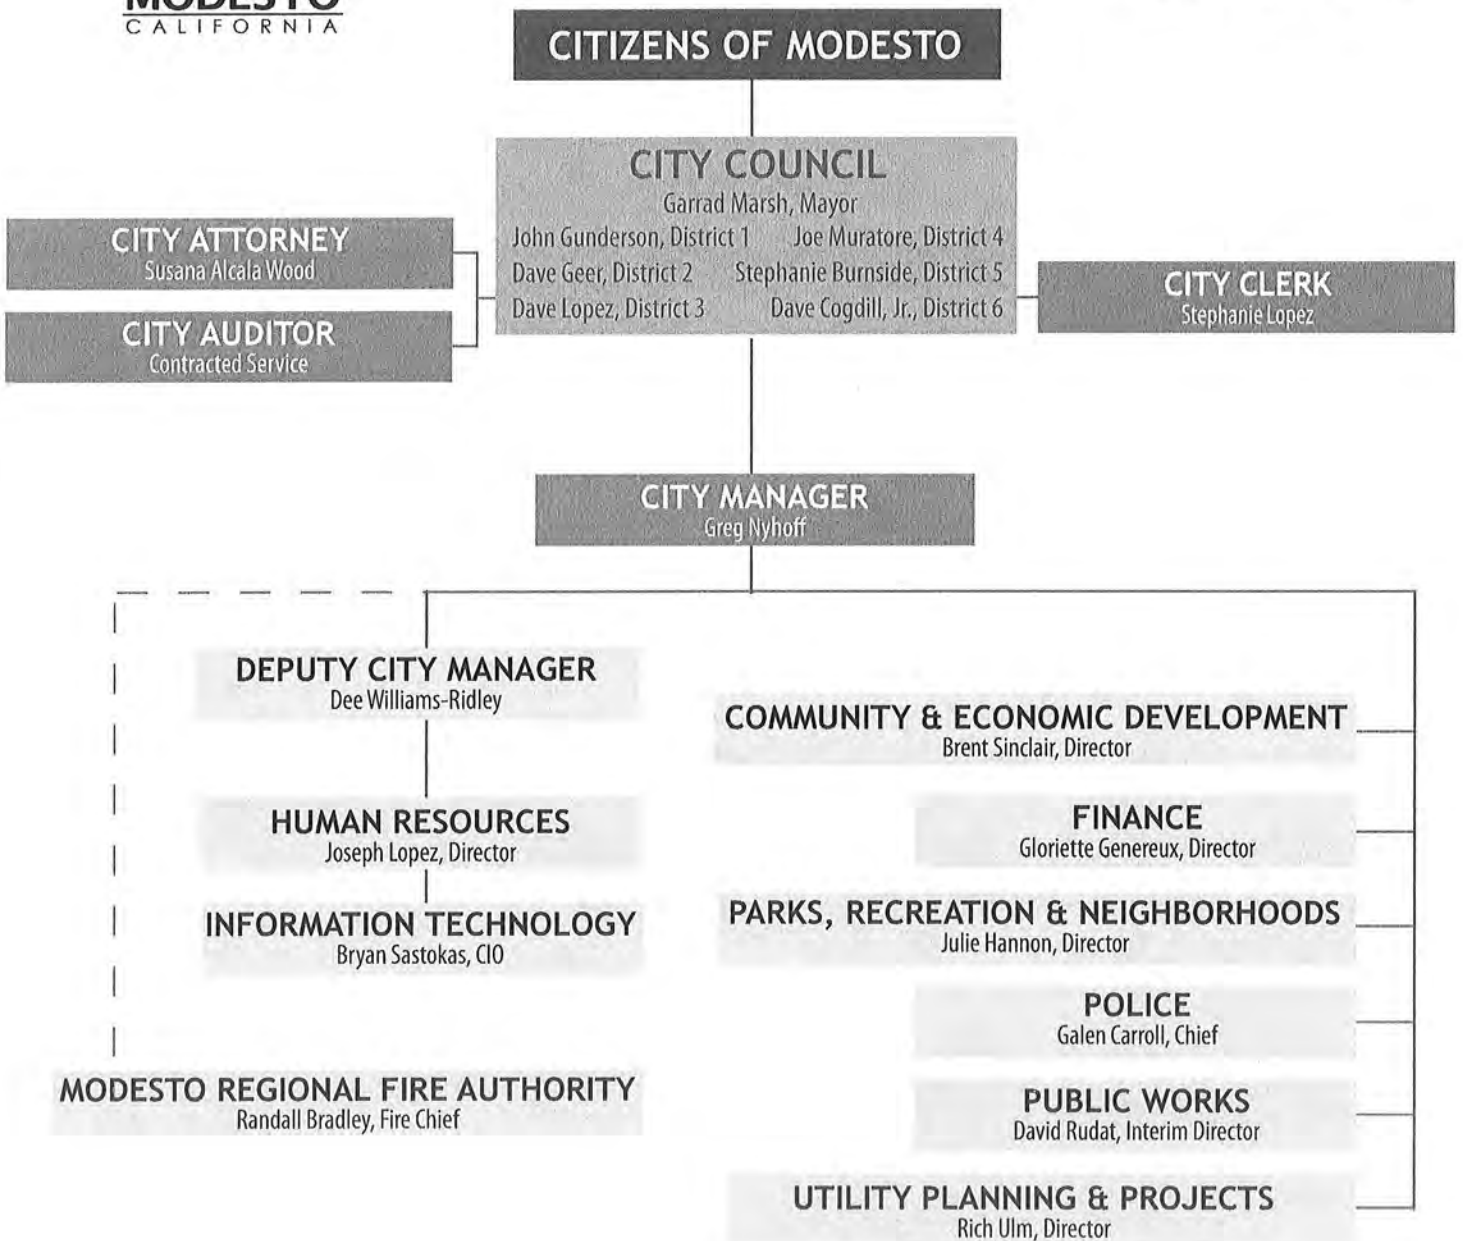 MODESTO
CALIFORNIA
CITIZENS OF MODESTO
CITY COUNCIL
Garrad Marsh, Mayor
John Gunderson, District 1 Joe Muratore, District 4
Dave Geer, District 2 Stephanie Burnside, District 5
Dave Lopez, District 3 Dave Cogdill, Jr., District 6
CITY ATTORNEY
Susana Alcala Wood
CITY AUDITOR
Contracted Service
CITY CLERK
Stephanie Lopez
CITY MANAGER
Greg Nyhoff
DEPUTY CITY MANAGER
Dee Williams-Ridley
HUMAN RESOURCES
Joseph Lopez, Director
INFORMATION TECHNOLOGY
Bryan Sastokas, CIO
MODESTO REGIONAL FIRE AUTHORITY
Randall Bradley, Fire Chief
COMMUNITY & ECONOMIC DEVELOPMENT
Brent Sinclair, Director
FINANCE
Gloriette Genereux, Director
PARKS, RECREATION & NEIGHBORHOODS
Julie Hannon, Director
POLICE
Galen Carroll, Chief
PUBLIC WORKS
David Rudat, Interim Director
UTILITY PLANNING & PROJECTS
Rich Ulm, Director